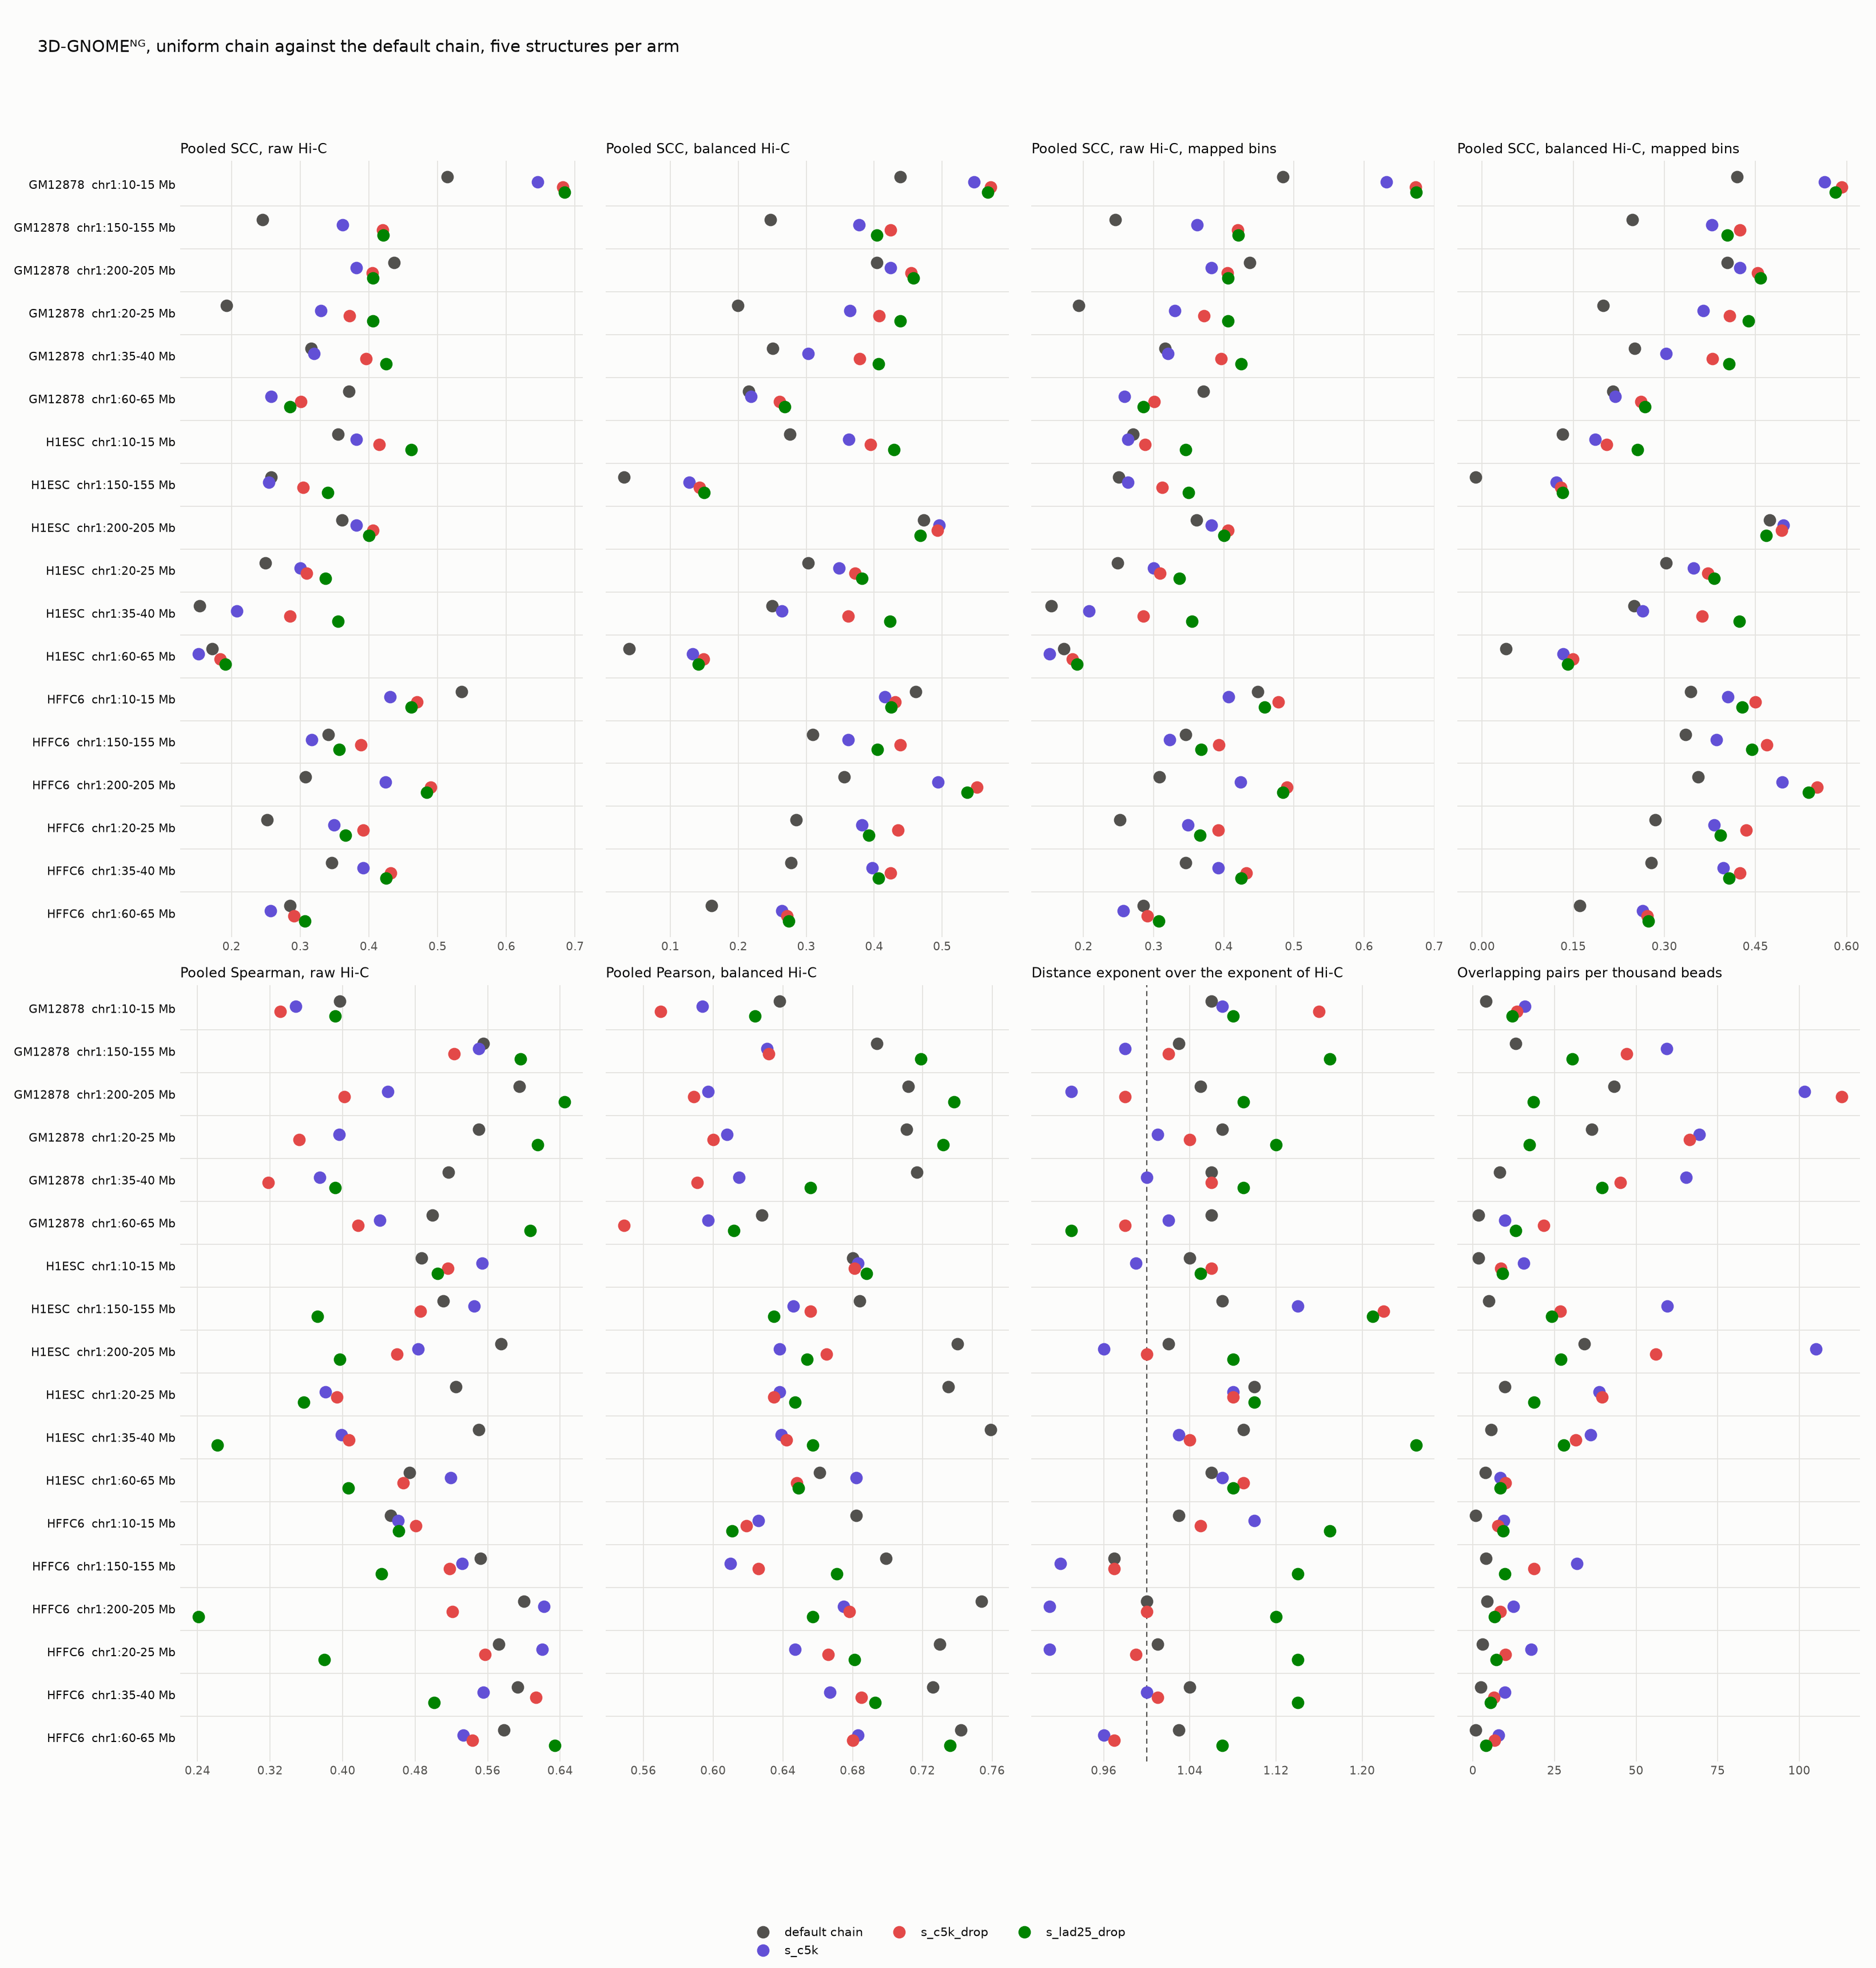 3D-GNOMEᴺᴳ, uniform chain against the default chain, five structures per arm
Pooled SCC, raw Hi-C
Pooled SCC, balanced Hi-C
Pooled SCC, raw Hi-C, mapped bins
Pooled SCC, balanced Hi-C, mapped bins
GM12878 chr1:10-15 Mb
GM12878 chr1:150-155 Mb
GM12878 chr1:200-205 Mb
GM12878 chr1:20-25 Mb
GM12878 chr1:35-40 Mb
GM12878 chr1:60-65 Mb
H1ESC chr1:10-15 Mb
H1ESC chr1:150-155 Mb
H1ESC chr1:200-205 Mb
H1ESC chr1:20-25 Mb
H1ESC chr1:35-40 Mb
H1ESC chr1:60-65 Mb
HFFC6 chr1:10-15 Mb
HFFC6 chr1:150-155 Mb
HFFC6 chr1:200-205 Mb
HFFC6 chr1:20-25 Mb
HFFC6 chr1:35-40 Mb
HFFC6 chr1:60-65 Mb
0.2 0.3 0.4 0.5 0.6 0.7
0.1 0.2 0.3 0.4 0.5
0.2 0.3 0.4 0.5 0.6 0.7
0.00 0.15 0.30 0.45 0.60
Pooled Spearman, raw Hi-C
Pooled Pearson, balanced Hi-C
Distance exponent over the exponent of Hi-C
Overlapping pairs per thousand beads
GM12878 chr1:10-15 Mb
GM12878 chr1:150-155 Mb
GM12878 chr1:200-205 Mb
GM12878 chr1:20-25 Mb
GM12878 chr1:35-40 Mb
GM12878 chr1:60-65 Mb
H1ESC chr1:10-15 Mb
H1ESC chr1:150-155 Mb
H1ESC chr1:200-205 Mb
H1ESC chr1:20-25 Mb
H1ESC chr1:35-40 Mb
H1ESC chr1:60-65 Mb
HFFC6 chr1:10-15 Mb
HFFC6 chr1:150-155 Mb
HFFC6 chr1:200-205 Mb
HFFC6 chr1:20-25 Mb
HFFC6 chr1:35-40 Mb
HFFC6 chr1:60-65 Mb
0.24 0.32 0.40 0.48 0.56 0.64
0.56 0.60 0.64 0.68 0.72 0.76
0.96 1.04 1.12 1.20
0 25 50 75 100
default chain
s_c5k_drop
s_lad25_drop
s_c5k